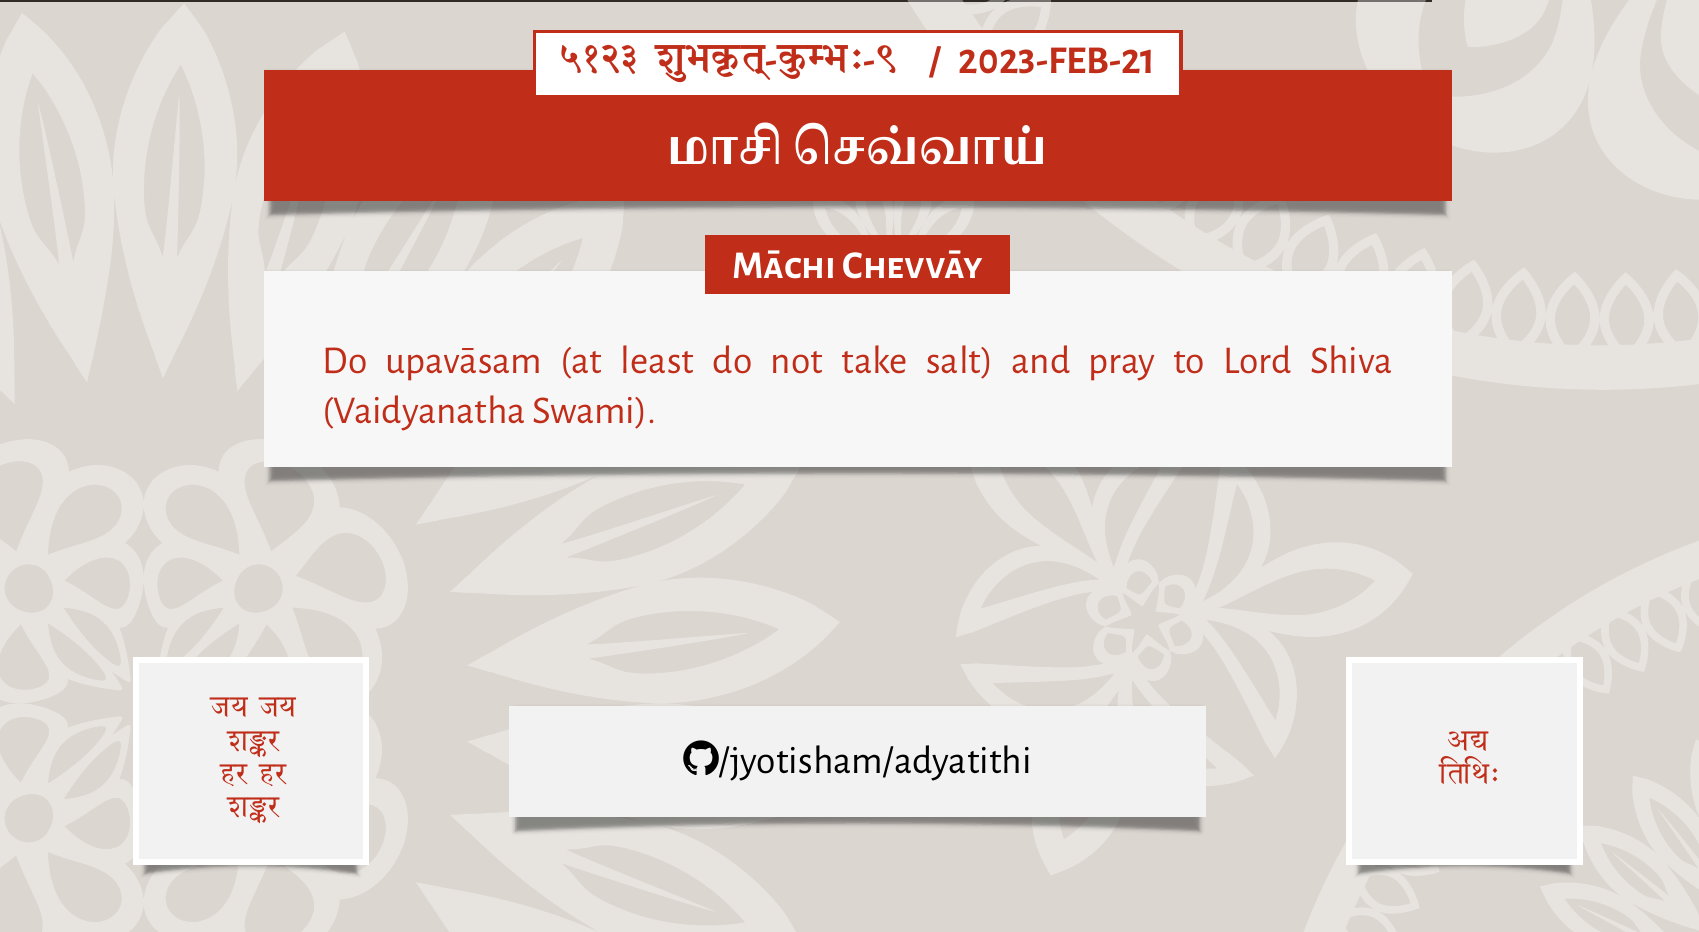 ५१२३ शुभकृत्-कुम्भः-९ / 2023-FEB-21
மாசி செவ்வாய்
Māchi Chevvāy
Do upavāsam (at least do not take salt) and pray to Lord Shiva
(Vaidyanatha Swami).
जय जय
शङ्कर
हर हर
शङ्कर
/jyotisham/adyatithi
अद्य
तिथिः